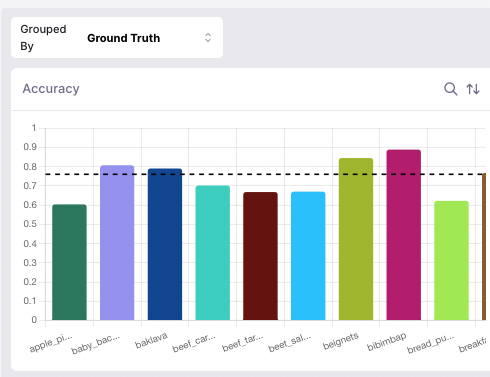 Grouped
By
Ground Truth
Accuracy
1
0.9
0.8
0.7
0.6
0.5
0.4
0.3
0.2
0.1
0
apple_pi...
baby_bac...
baklava
beef_car...
beef_tar...
beet_sal...
beignets
bibimbap
bread_pu...
breakfa